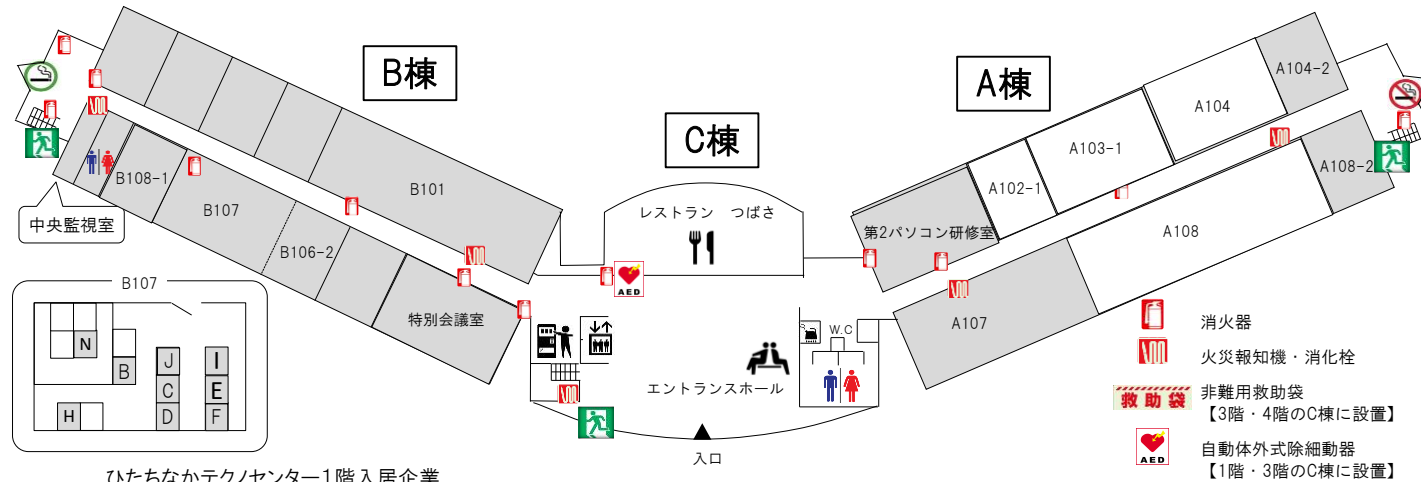 B棟
A棟
C棟
A104-2
A104
A103-1
A102-1
第2パソコン研修室
A108-2
A108
A107
B101
B108-1
B107
B106-2
特別会議室
中央監視室
レストラン つばさ
AED
エントランスホール
W.C
入口
B107
N
B
J
I
C
E
H
D
F
消火器
火災報知機・消化栓
救助袋
非難用救助袋
【3階・4階のC棟に設置】
AED
自動体外式除細動器
【1階・3階のC棟に設置】
ひたちなかテクノセンター1階入居企業